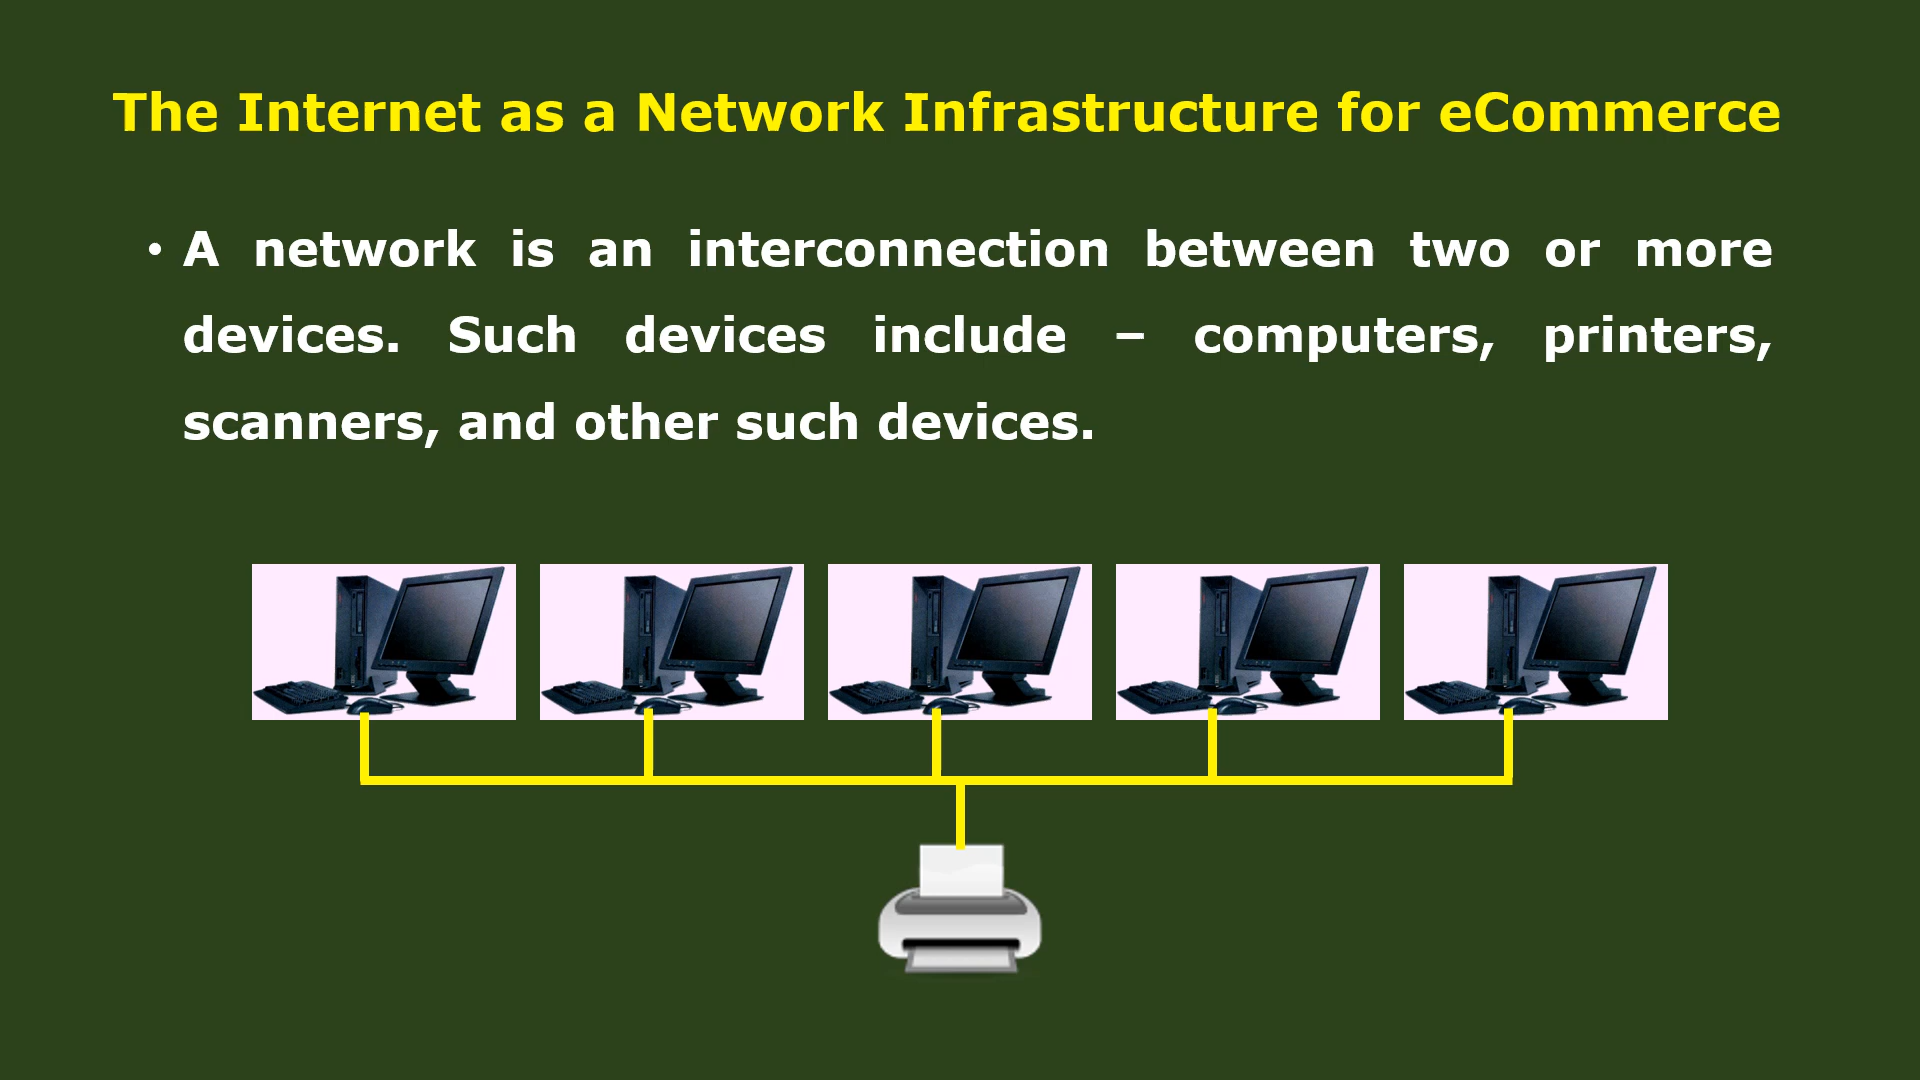 The Internet as a Network Infrastructure for eCommerce
• A network is an interconnection between two or more
devices. Such devices include – computers, printers,
scanners, and other such devices.